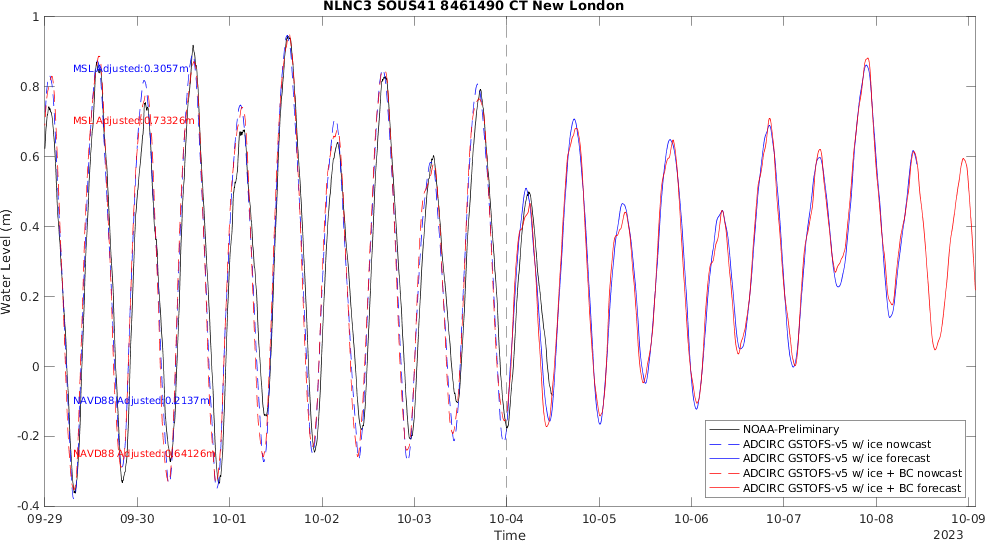 NLNC3 SOUS41 8461490 CT New London
1
0.8
0.6
0.4
0.2
0
-0.2
-0.4
Water Level (m)
MSL Adjusted:0.3057m
MSL Adjusted:0.73326m
NAVD88 Adjusted:0.2137m
NAVD88 Adjusted:0.64126m
NOAA-Preliminary
ADCIRC GSTOFS-v5 w/ ice nowcast
ADCIRC GSTOFS-v5 w/ ice forecast
ADCIRC GSTOFS-v5 w/ ice + BC nowcast
ADCIRC GSTOFS-v5 w/ ice + BC forecast
09-29 09-30 10-01 10-02 10-03 10-04 10-05 10-06 10-07 10-08 10-09
Time
2023